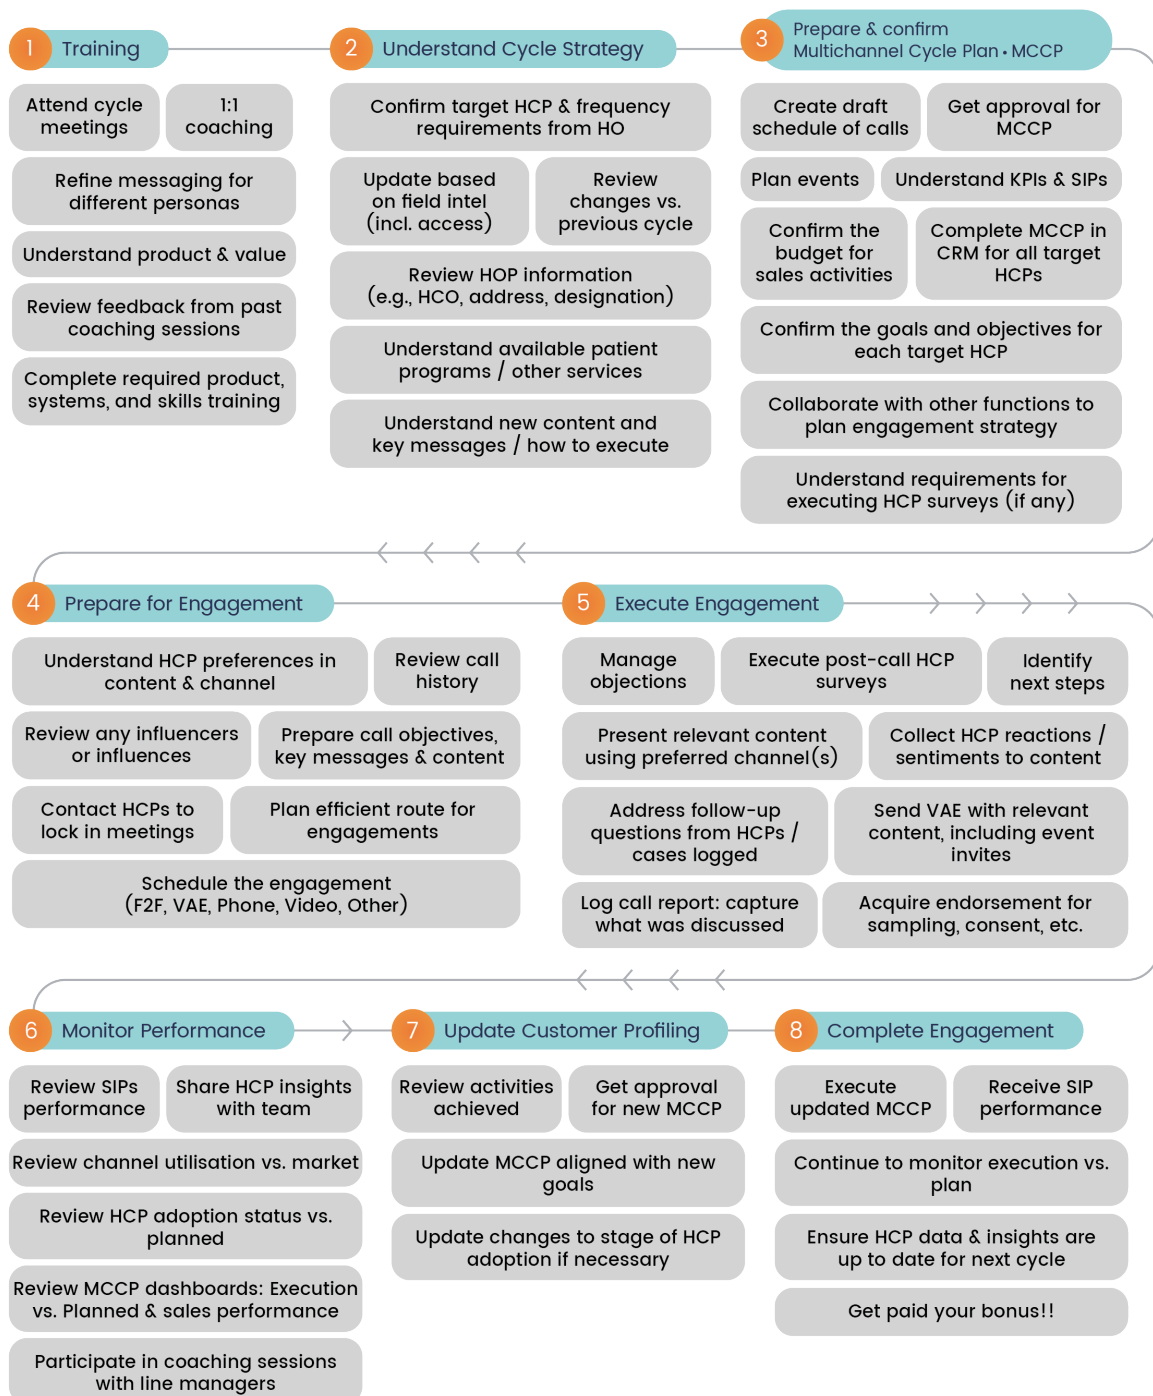 1 Training
Attend cycle
meetings
1:1
coaching
Refine messaging for
different personas
Understand product & value
Review feedback from past
coaching sessions
Complete required product,
systems, and skills training
2 Understand Cycle Strategy
Confirm target HCP & frequency
requirements from HO
Update based
on field intel
(incl. access)
Review
changes vs.
previous cycle
Review HOP information
(e.g., HCO, address, designation)
Understand available patient
programs / other services
Understand new content and
key messages / how to execute
3 Prepare & confirm
Multichannel Cycle Plan • MCCP
Create draft
schedule of calls
Get approval for
MCCP
Plan events
Understand KPIs & SIPs
Confirm the
budget for
sales activities
Complete MCCP in
CRM for all target
HCPs
Confirm the goals and objectives for
each target HCP
Collaborate with other functions to
plan engagement strategy
Understand requirements for
executing HCP surveys (if any)
4 Prepare for Engagement
Understand HCP preferences in
content & channel
Review call
history
Review any influencers
or influences
Prepare call objectives,
key messages & content
Contact HCPs to
lock in meetings
Plan efficient route for
engagements
Schedule the engagement
(F2F, VAE, Phone, Video, Other)
5 Execute Engagement
Manage
objections
Execute post-call HCP
surveys
Identify
next steps
Present relevant content
using preferred channel(s)
Collect HCP reactions /
sentiments to content
Address follow-up
questions from HCPs /
cases logged
Send VAE with relevant
content, including event
invites
Log call report: capture
what was discussed
Acquire endorsement for
sampling, consent, etc.
6 Monitor Performance
Review SIPs
performance
Share HCP insights
with team
Review channel utilisation vs. market
Review HCP adoption status vs.
planned
Review MCCP dashboards: Execution
vs. Planned & sales performance
Participate in coaching sessions
with line managers
7 Update Customer Profiling
Review activities
achieved
Get approval
for new MCCP
Update MCCP aligned with new
goals
Update changes to stage of HCP
adoption if necessary
8 Complete Engagement
Execute
updated MCCP
Receive SIP
performance
Continue to monitor execution vs.
plan
Ensure HCP data & insights are
up to date for next cycle
Get paid your bonus!!